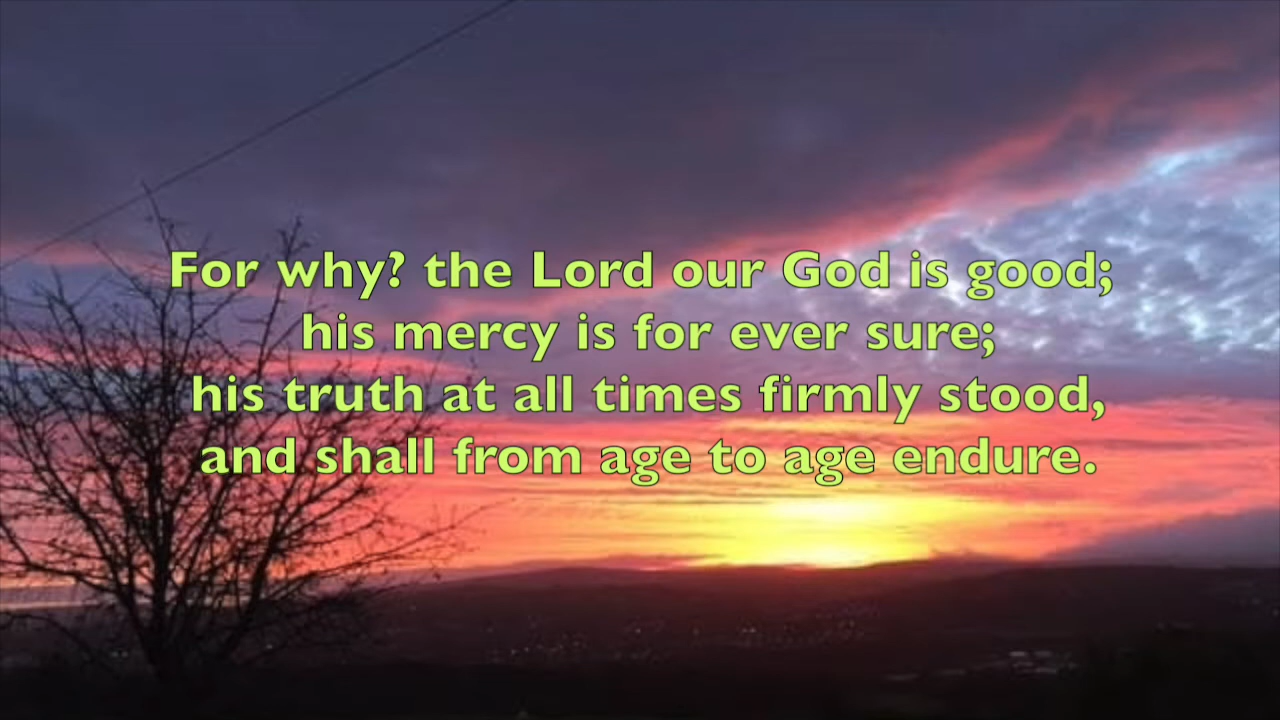 For why? the Lord our God is good;
his mercy is for ever sure;
his truth at all times firmly stood,
and shall from age to age endure.